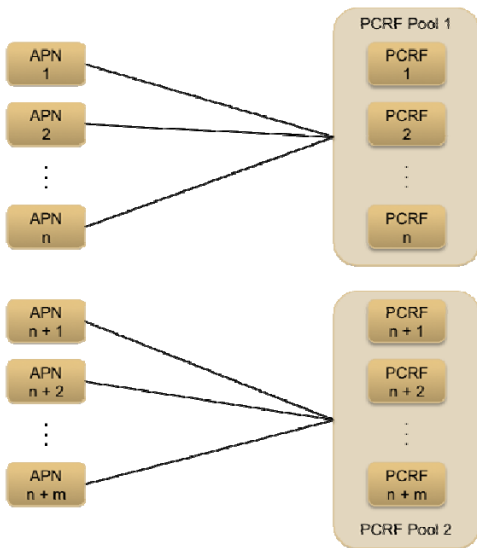 PCRF Pool 1
APN
1
PCRF
1
APN
2
PCRF
2
APN
n
PCRF
n
APN
n + 1
PCRF
n + 1
APN
n + 2
PCRF
n + 2
APN
n + m
PCRF
n + m
PCRF Pool 2